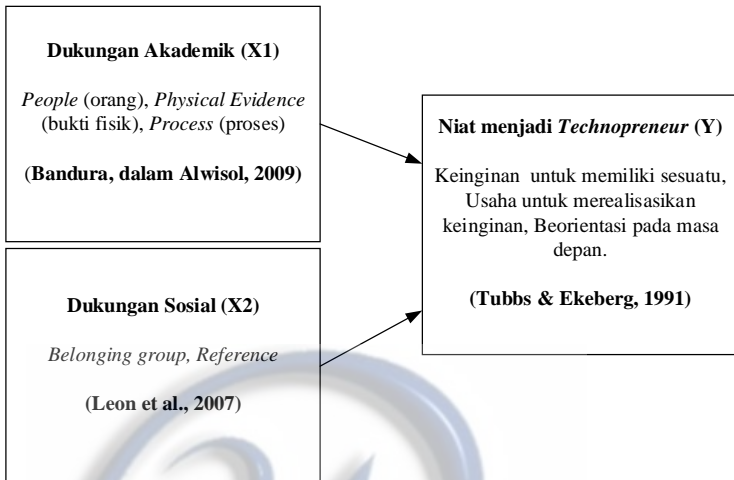 Dukungan Akademik (X1)
People (orang), Physical Evidence
(bukti fisik), Process (proses)
(Bandura, dalam Alwisol, 2009)
Dukungan Sosial (X2)
Belonging group, Reference
(Leon et al., 2007)
Niat menjadi Technopreneur (Y)
Keinginan untuk memiliki sesuatu,
Usaha untuk merealisasikan
keinginan, Beorientasi pada masa
depan.
(Tubbs & Ekeberg, 1991)